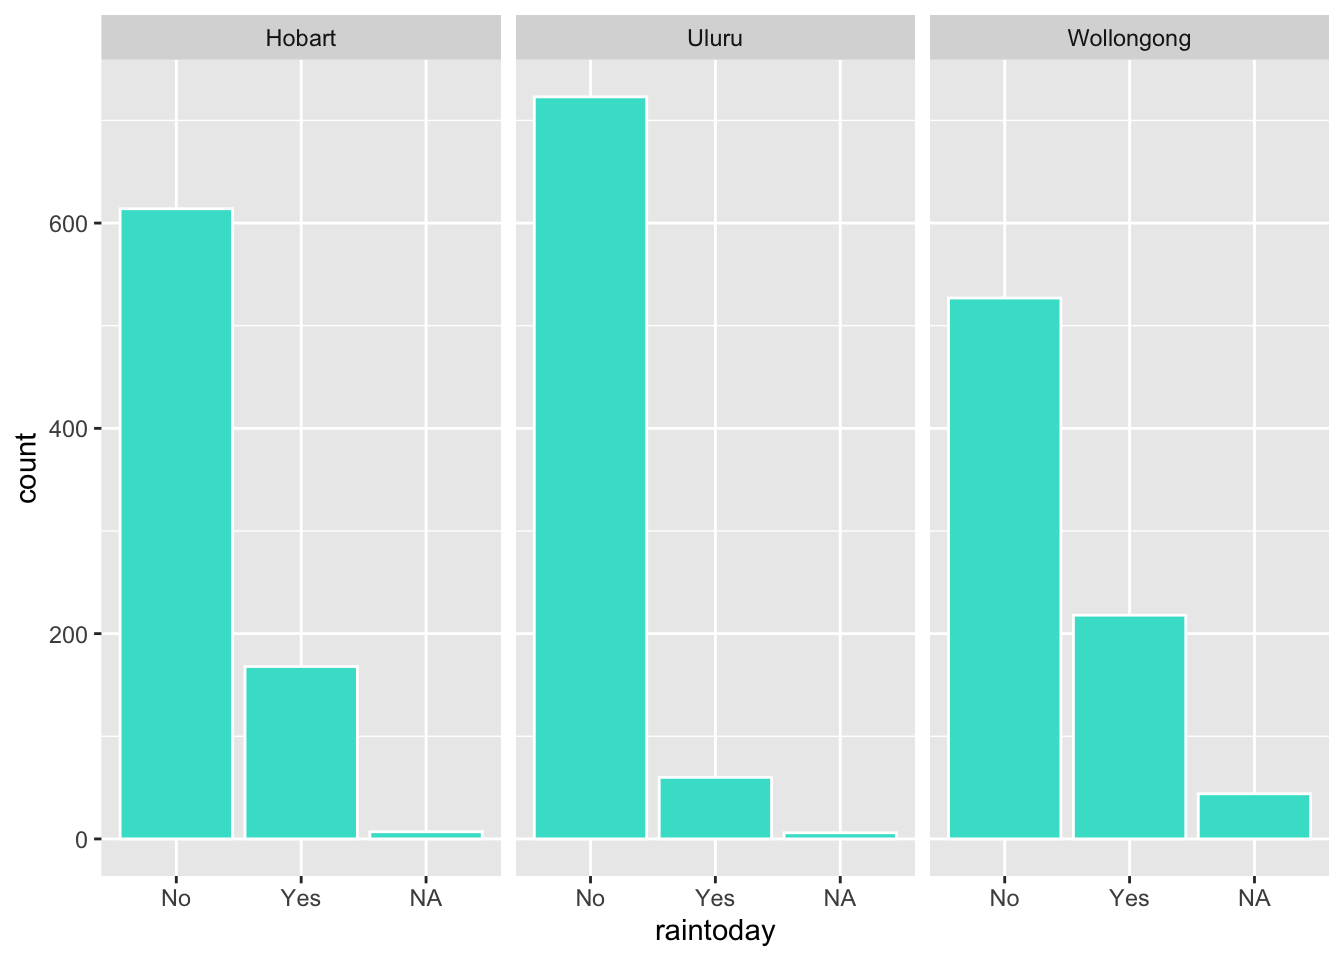 Hobart Uluru Wollongong
600
400
200
0
count
No Yes NA No Yes NA No Yes NA
raintoday